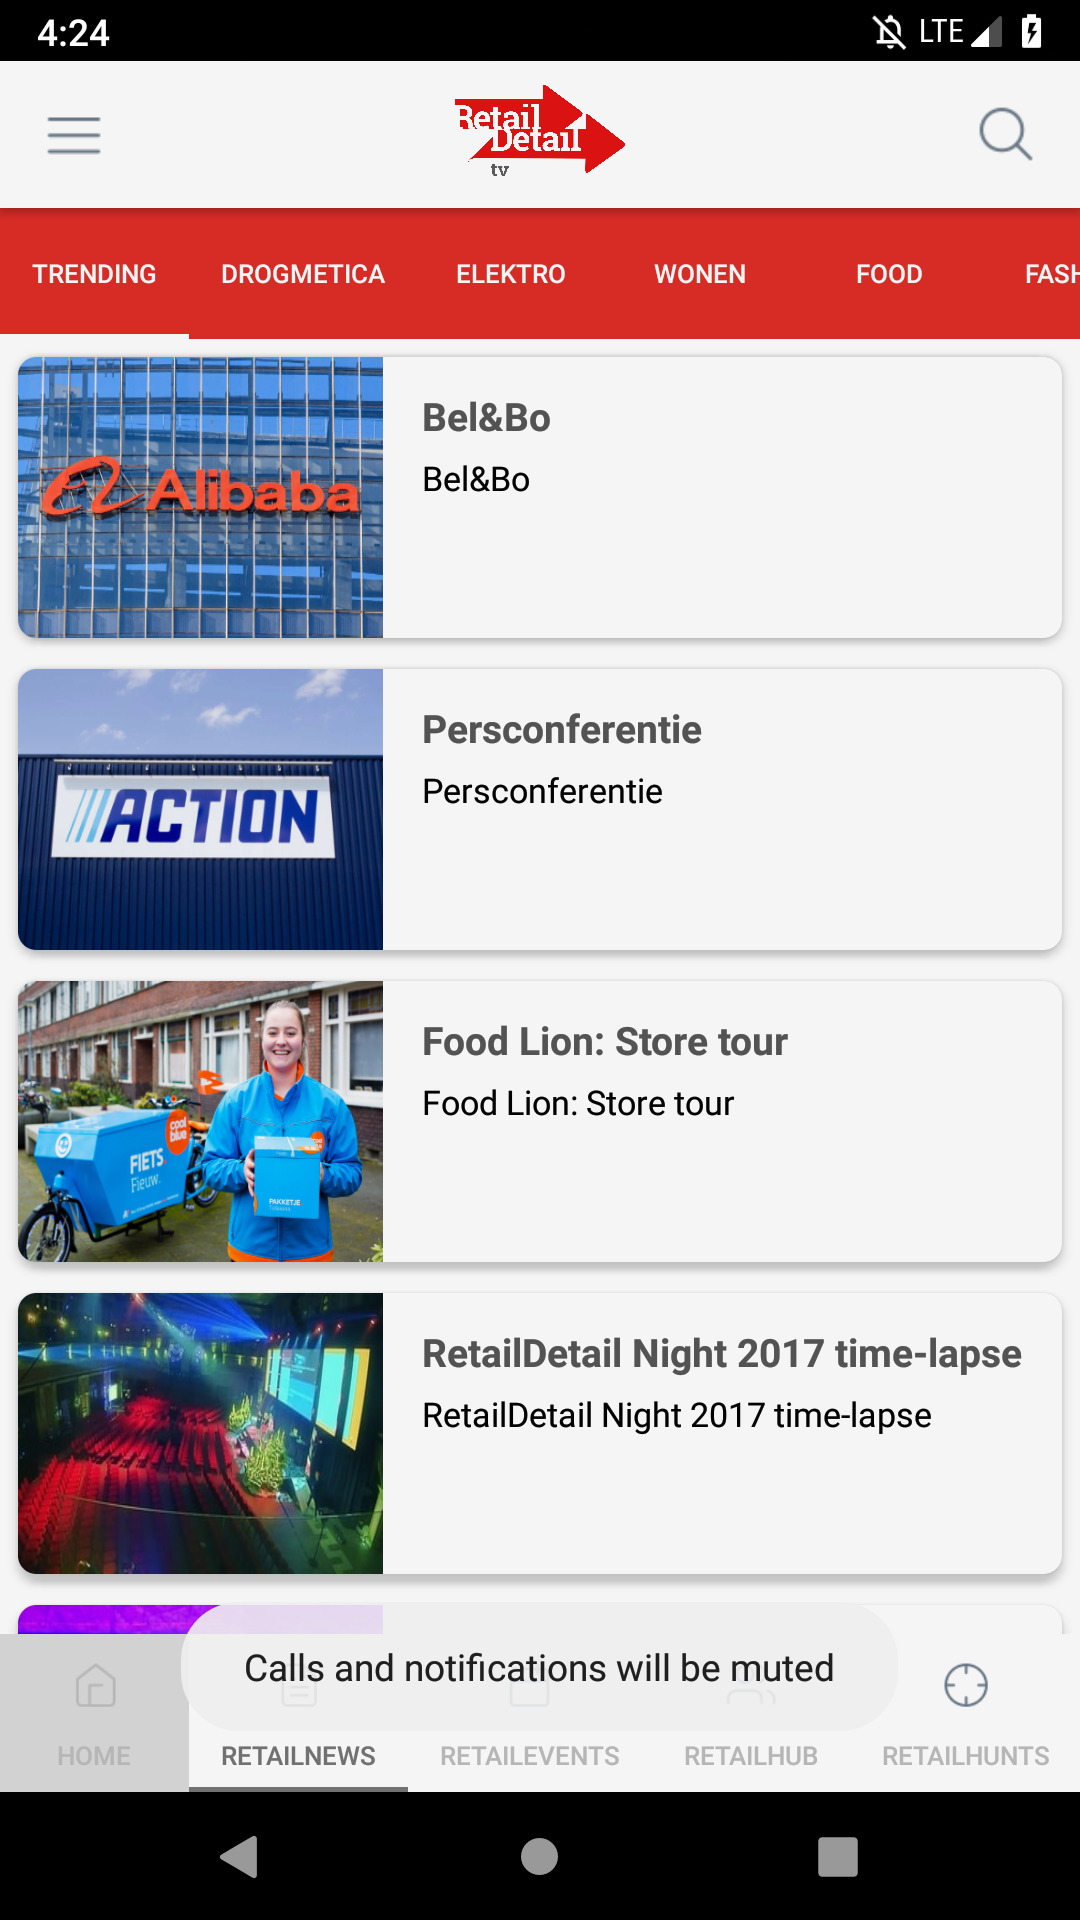 4:24
LTE
Retail
Detail
tv
TRENDING DROGMETICA ELEKTRO WONEN FOOD FASH
Alibaba
Bel&Bo
Bel&Bo
ACTION
Persconferentie
Persconferentie
cool
blue
FIETS
Fieuw.
PAKKETJE
Food Lion: Store tour
Food Lion: Store tour
RetailDetail Night 2017 time-lapse
RetailDetail Night 2017 time-lapse
Calls and notifications will be muted
HOME RETAILNEWS RETAILEVENTS RETAILHUB RETAILHUNTS